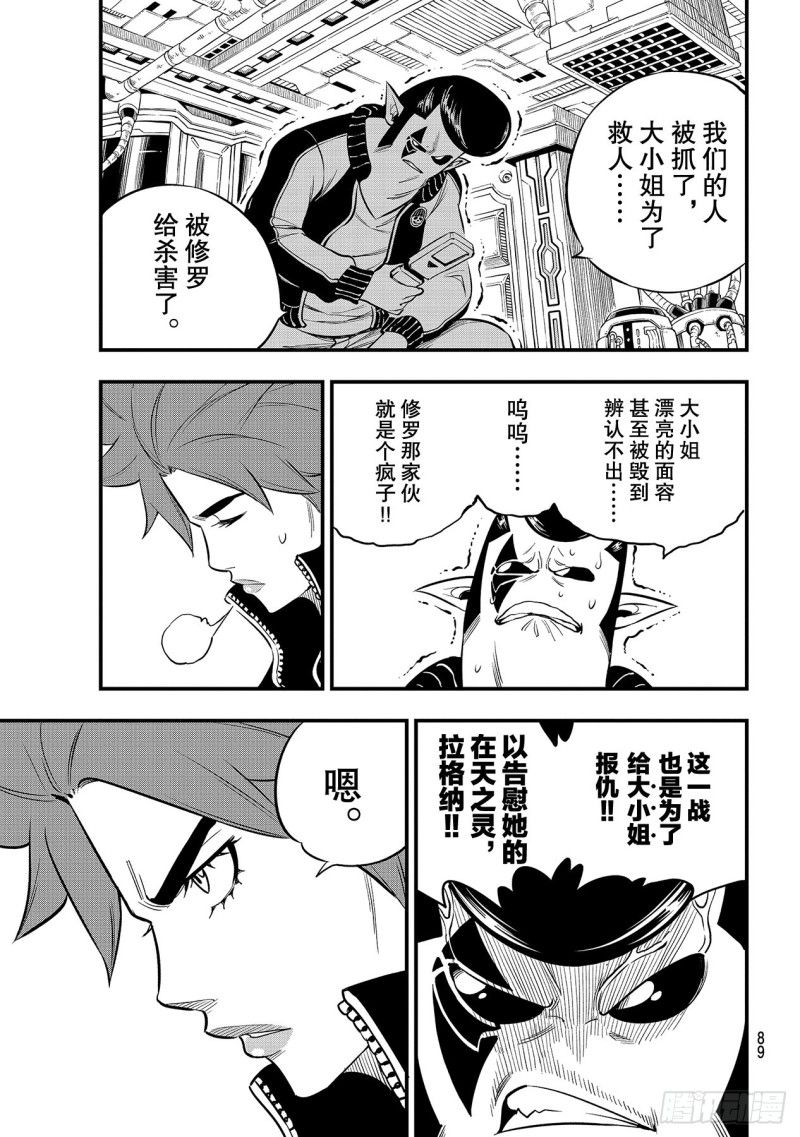 我们的人
被抓了，
大小姐为了
救人……
被修罗
给杀害了。
大小姐
漂亮的面容
甚至被毁到
辨认不出……
呜呜……
修罗那家伙
就是个疯子!!
这一战
也是为了
给大小姐
报仇!!
以告慰她的
在天之灵，
拉格纳!!
嗯。
89
腾讯动漫